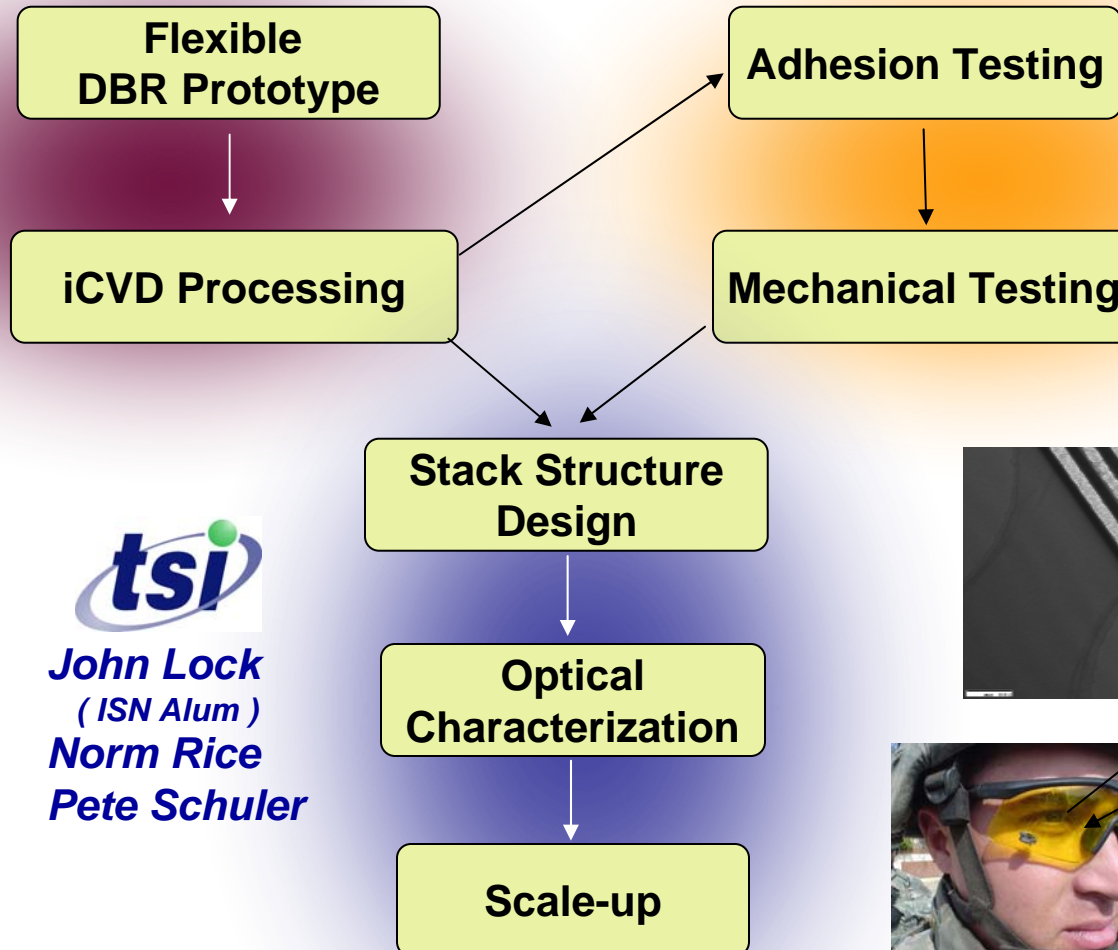 Flexible
DBR Prototype
Adhesion Testing
iCVD Processing
Mechanical Testing
Stack Structure
Design
tsi
John Lock
( ISN Alum )
Norm Rice
Pete Schuler
Optical
Characterization
Scale-up